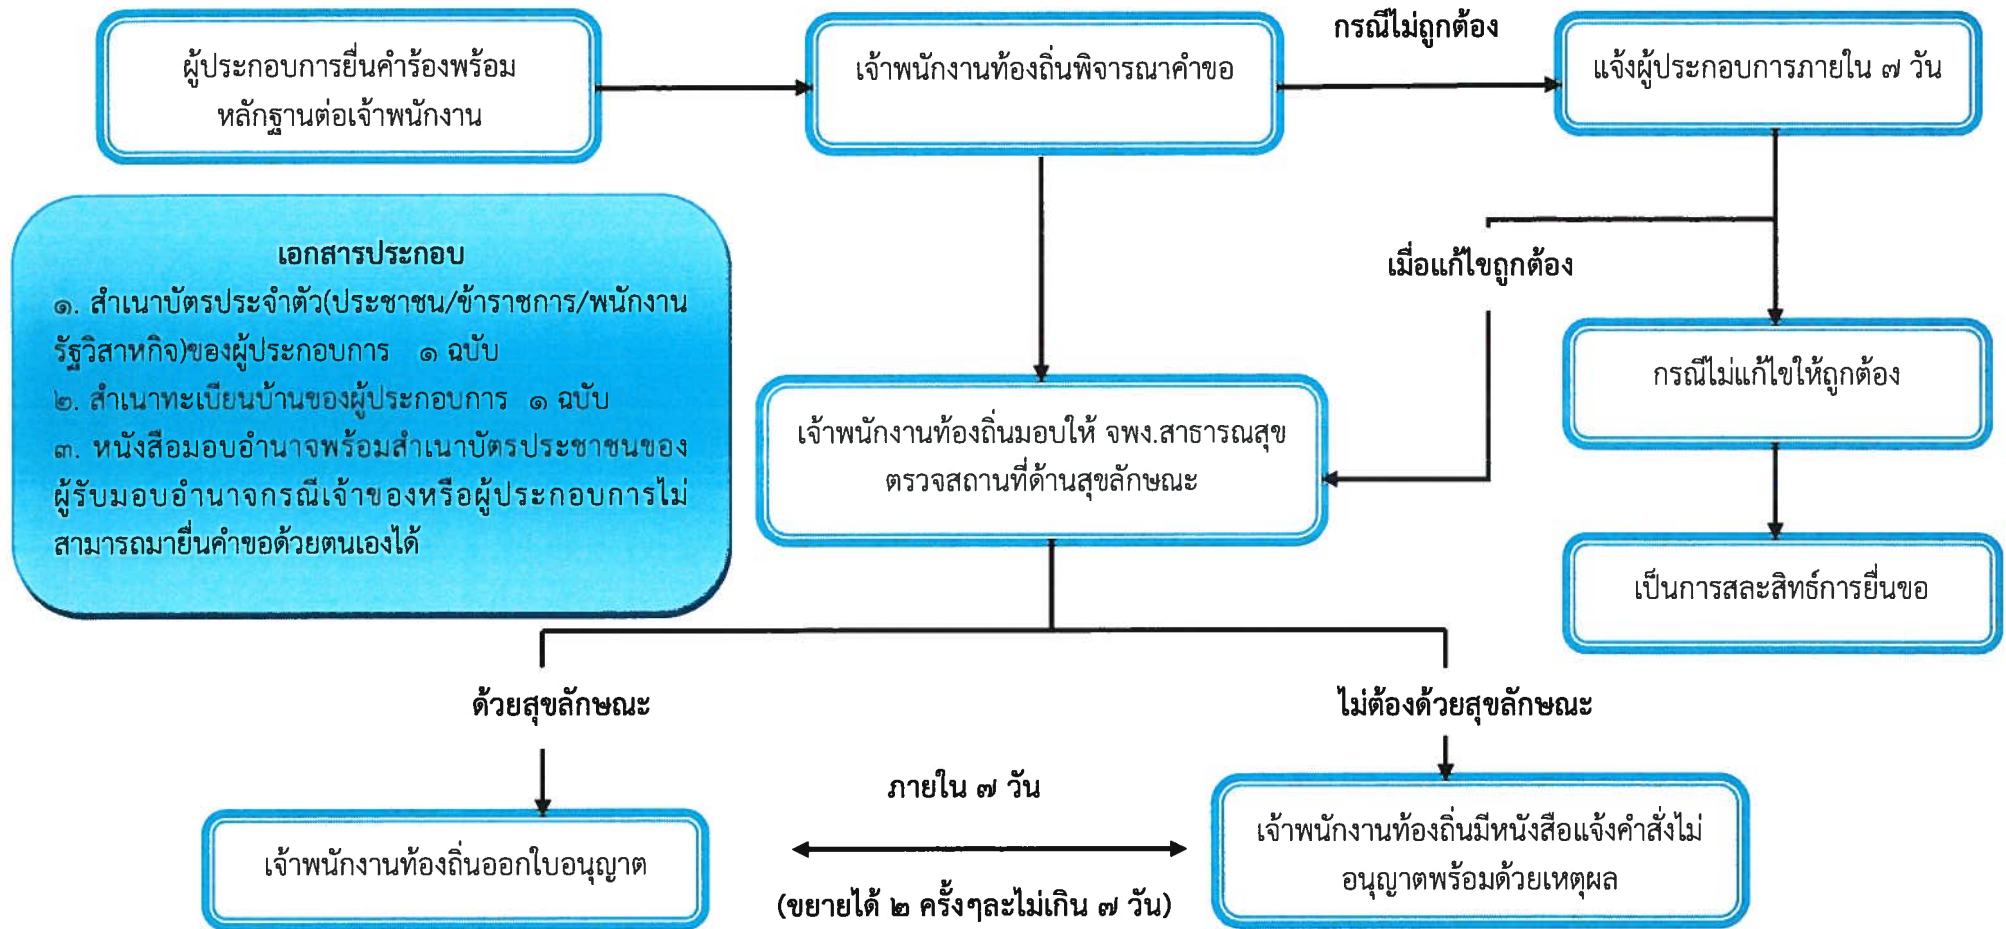 ผู้ประกอบการยื่นคำร้องพร้อม
หลักฐานต่อเจ้าพนักงาน
เจ้าพนักงานท้องถิ่นพิจารณาคำขอ
กรณีไม่ถูกต้อง
แจ้งผู้ประกอบการภายใน ๗ วัน
เอกสารประกอบ
๑. สำเนาบัตรประจำตัว(ประชาชน/ข้าราชการ/พนักงาน
รัฐวิสาหกิจ)ของผู้ประกอบการ ๑ ฉบับ
๒. สำเนาทะเบียนบ้านของผู้ประกอบการ ๑ ฉบับ
๓. หนังสือมอบอำนาจพร้อมสำเนาบัตรประชาชนของ
ผู้รับมอบอำนาจกรณีเจ้าของหรือผู้ประกอบการไม่
สามารถมายื่นคำขอด้วยตนเองได้
เมื่อแก้ไขถูกต้อง
กรณีไม่แก้ไขให้ถูกต้อง
เจ้าพนักงานท้องถิ่นมอบให้ จพง.สาธารณสุข
ตรวจสถานที่ด้านสุขลักษณะ
เป็นการสละสิทธ์การยื่นขอ
ด้วยสุขลักษณะ
ไม่ต้องด้วยสุขลักษณะ
เจ้าพนักงานท้องถิ่นออกใบอนุญาต
ภายใน ๗ วัน
(ขยายได้ ๒ ครั้งๆละไม่เกิน ๗ วัน)
เจ้าพนักงานท้องถิ่นมีหนังสือแจ้งคำสั่งไม่
อนุญาตพร้อมด้วยเหตุผล